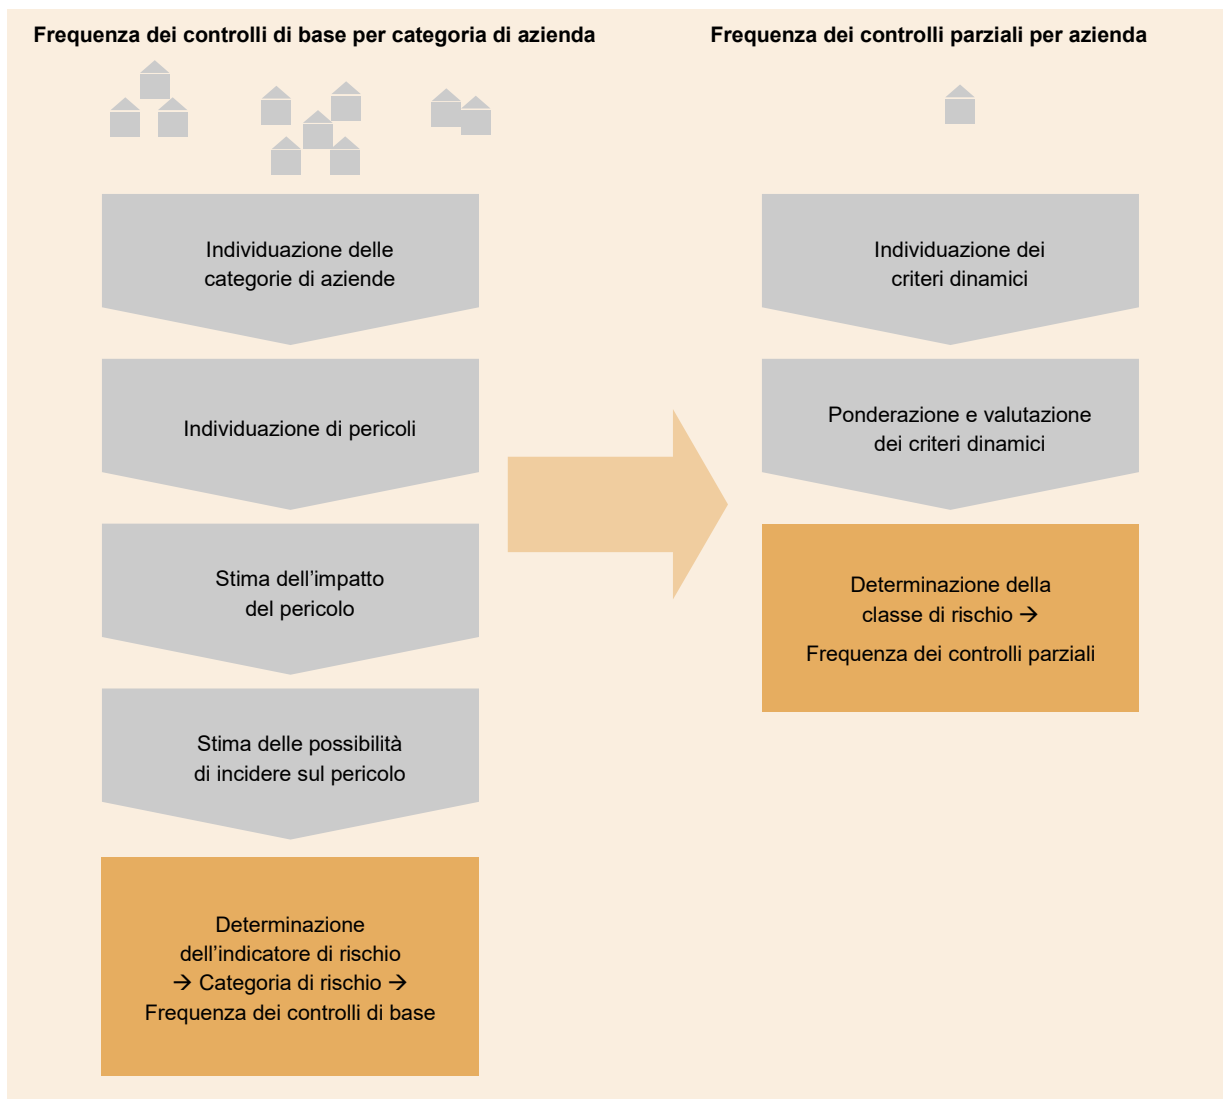 Frequenza dei controlli di base per categoria di azienda
Individuazione delle
categorie di aziende
Individuazione di pericoli
Stima dell’impatto
del pericolo
Stima delle possibilità
di incidere sul pericolo
Determinazione
dell’indicatore di rischio
→ Categoria di rischio →
Frequenza dei controlli di base
Frequenza dei controlli parziali per azienda
Individuazione dei
criteri dinamici
Ponderazione e valutazione
dei criteri dinamici
Determinazione della
classe di rischio →
Frequenza dei controlli parziali